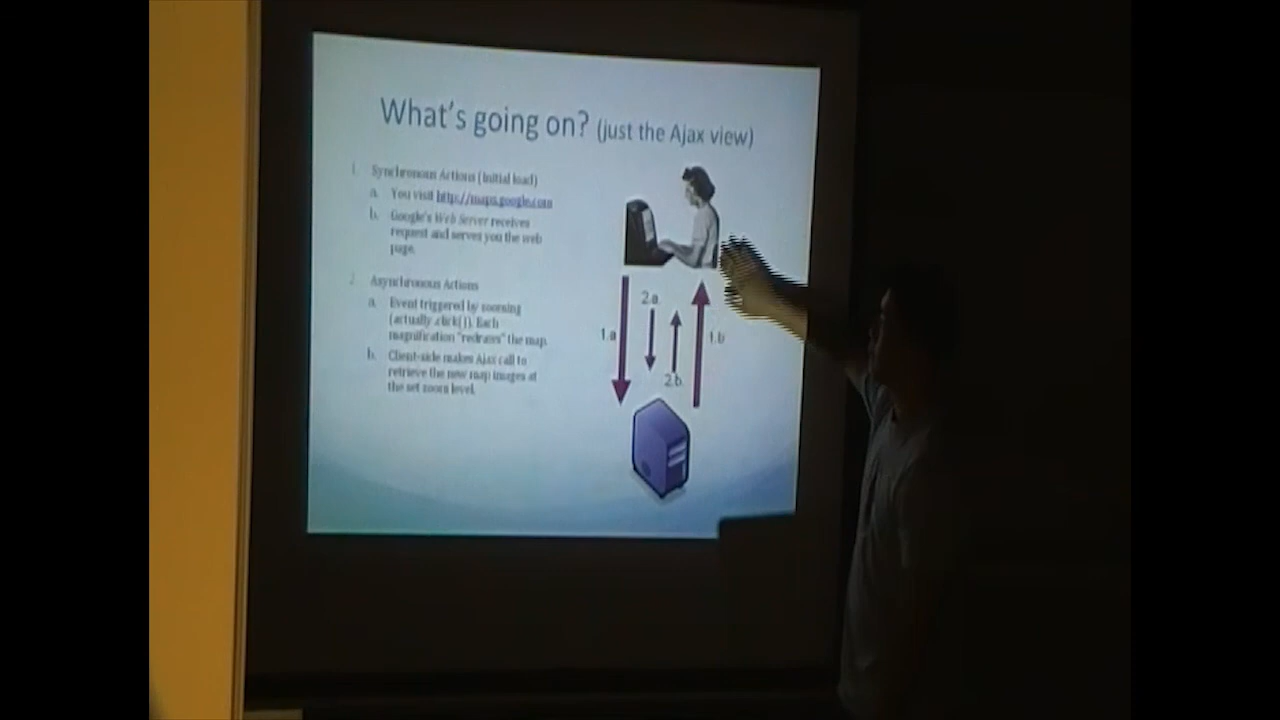 What's going on? (just the Ajax view)
1. Synchronous Actions (initial load)
a. You visit http://maps.google.com
b. Google's Web Server receives
request and serves you the web
page.
2. Asynchronous Actions
a. Event triggered by zooming
(actually .click()). Each
magnification "redraws" the map.
b. Client-side makes Ajax call to
retrieve the new map images at
the set zoom level.
1.a
2.a.
2.b.
1.b